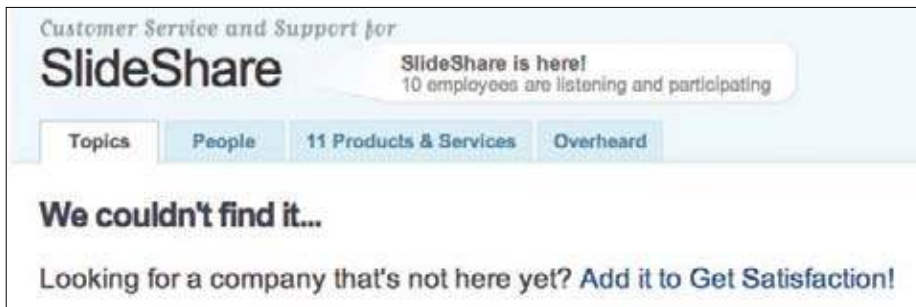 Customer Service and Support for
SlideShare
SlideShare is here!
10 employees are listening and participating
Topics People 11 Products & Services Overheard
We couldn't find it...
Looking for a company that's not here yet? Add it to Get Satisfaction!